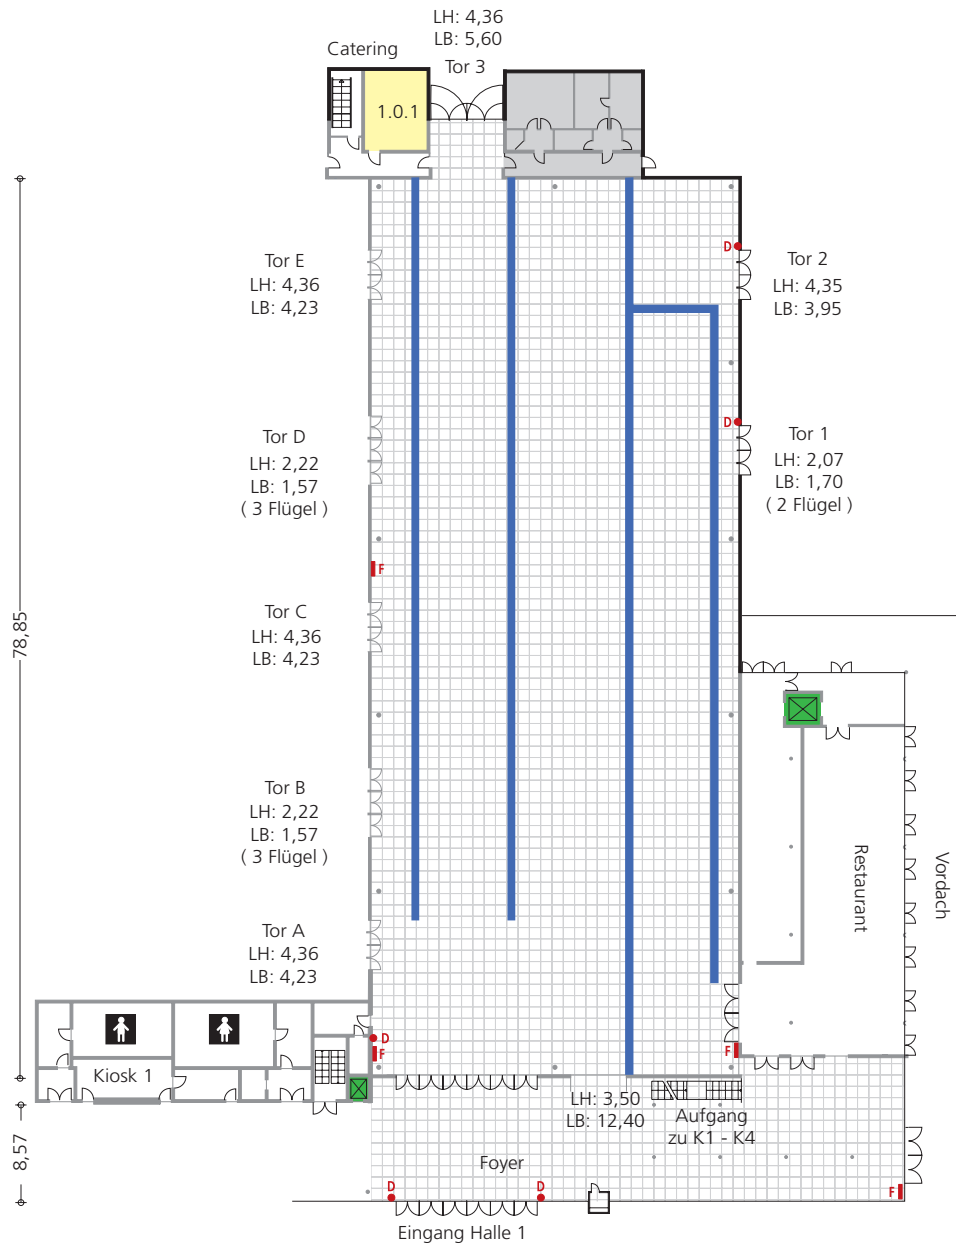 LH: 4,36
LB: 5,60
Tor 3
Catering
1.0.1
Tor E
LH: 4,36
LB: 4,23
D
Tor 2
LH: 4,35
LB: 3,95
D
Tor D
LH: 2,22
LB: 1,57
( 3 Flügel )
Tor 1
LH: 2,07
LB: 1,70
( 2 Flügel )
F
Tor C
LH: 4,36
LB: 4,23
78,85
Tor B
LH: 2,22
LB: 1,57
( 3 Flügel )
Restaurant
Vordach
Tor A
LH: 4,36
LB: 4,23
D
F
F
Kiosk 1
LH: 3,50
LB: 12,40
Aufgang
zu K1 - K4
8,57
Foyer
D
D
F
Eingang Halle 1